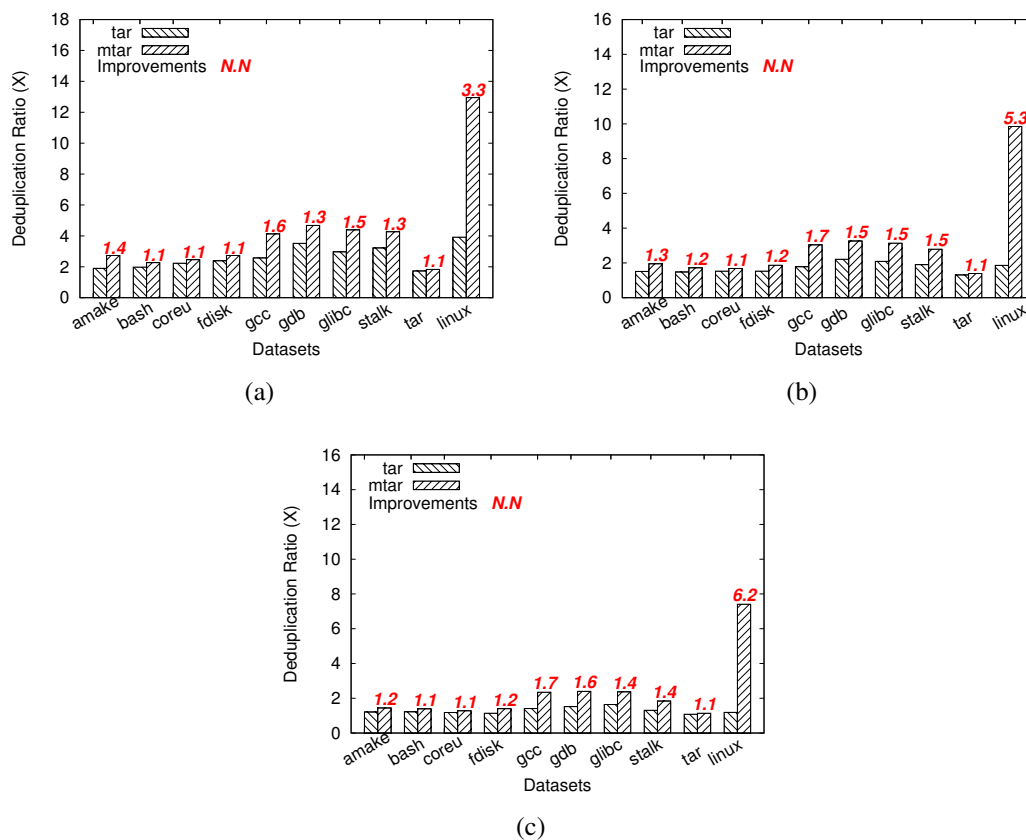 18
16
14
12
10
8
6
4
2
0
Deduplication Ratio (X)
tar
mtar
Improvements N.N
1.4 1.1 1.1 1.1 1.6 1.3 1.5 1.3 1.1 3.3
amake bash coreu fdisk gcc gdb glibc stalk tar linux
Datasets
(a)
16
14
12
10
8
6
4
2
0
Deduplication Ratio (X)
tar
mtar
Improvements N.N
1.3 1.2 1.1 1.2 1.7 1.5 1.5 1.5 1.1 5.3
amake bash coreu fdisk gcc gdb glibc stalk tar linux
Datasets
(b)
16
14
12
10
8
6
4
2
0
Deduplication Ratio (X)
tar
mtar
Improvements N.N
1.2 1.1 1.1 1.2 1.7 1.6 1.4 1.4 1.1 6.2
amake bash coreu fdisk gcc gdb glibc stalk tar linux
Datasets
(c)